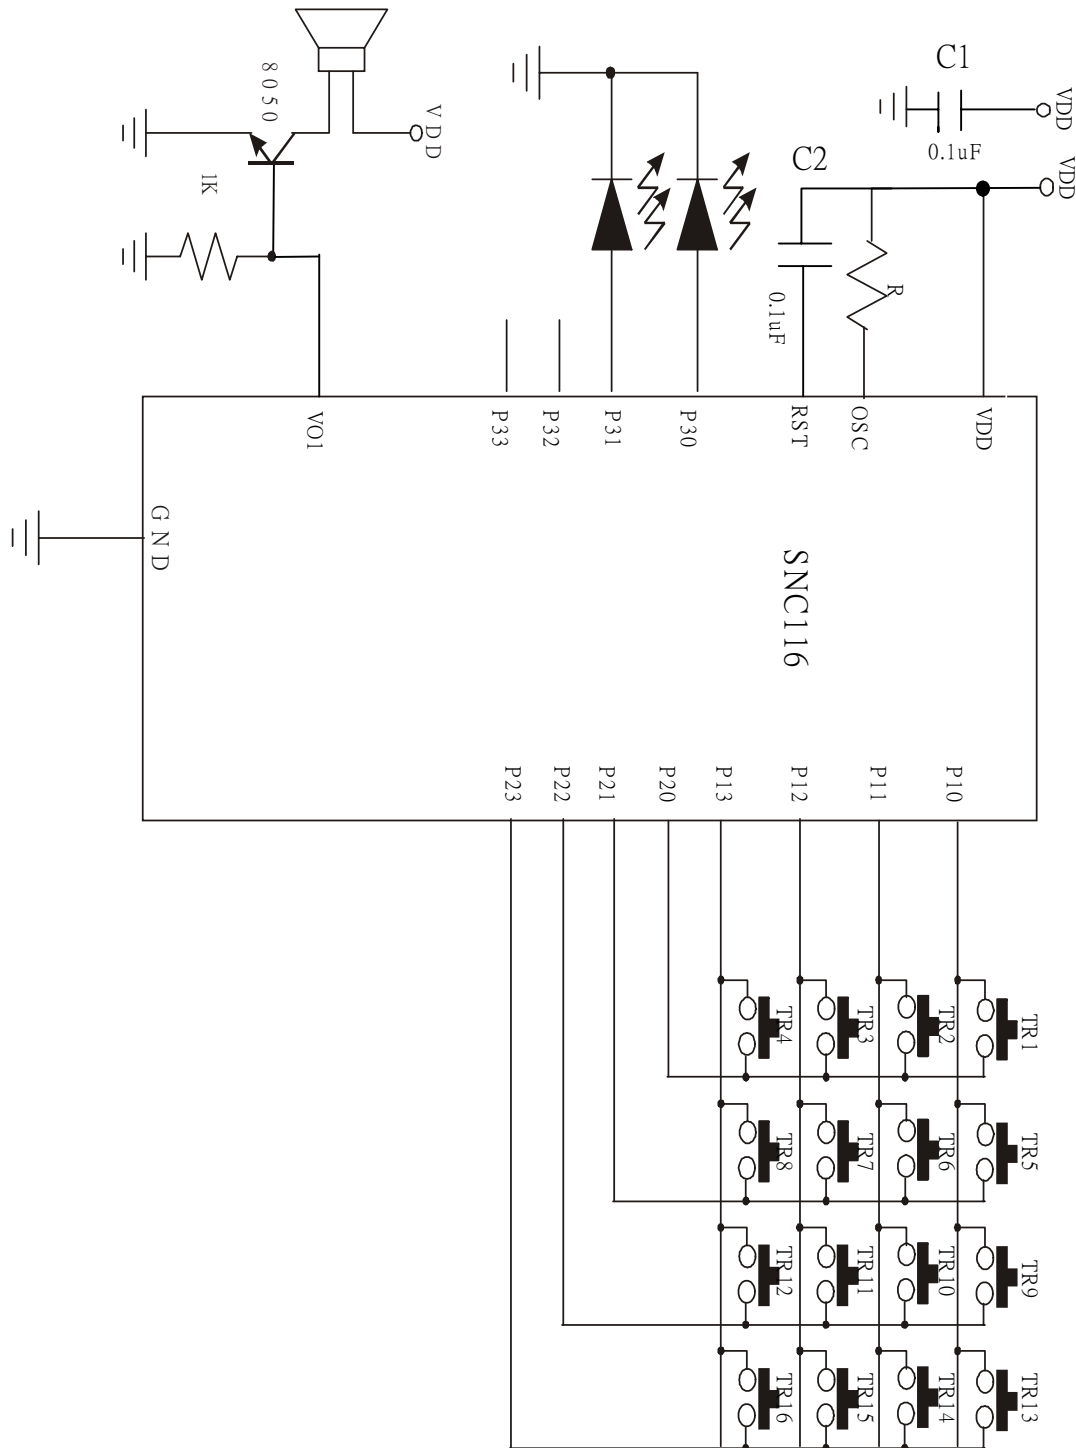 C1
VDD
0.1uF
VDD
C2
0.1uF
R
8050
VDD
1K
VO1
P33
P32
P31
P30
RST
OSC
VDD
GND
SNC116
P23
P22
P21
P20
P13
P12
P11
P10
TR4
TR3
TR2
TR1
TR8
TR7
TR6
TR5
TR12
TR11
TR10
TR9
TR16
TR15
TR14
TR13